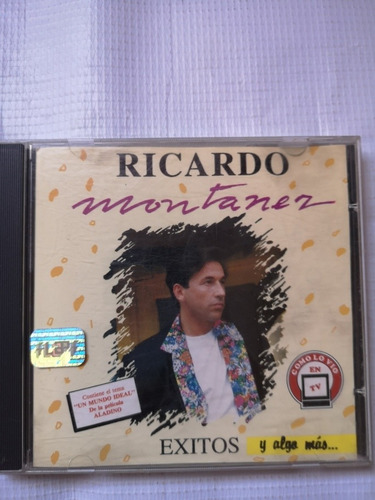 RICARDO
montaner
COMO LO VIO
EN
TV
FLAPF
Contiene el tema
"UN MUNDO IDEAL"
De la película
ALADINO
EXITOS
y algo más...